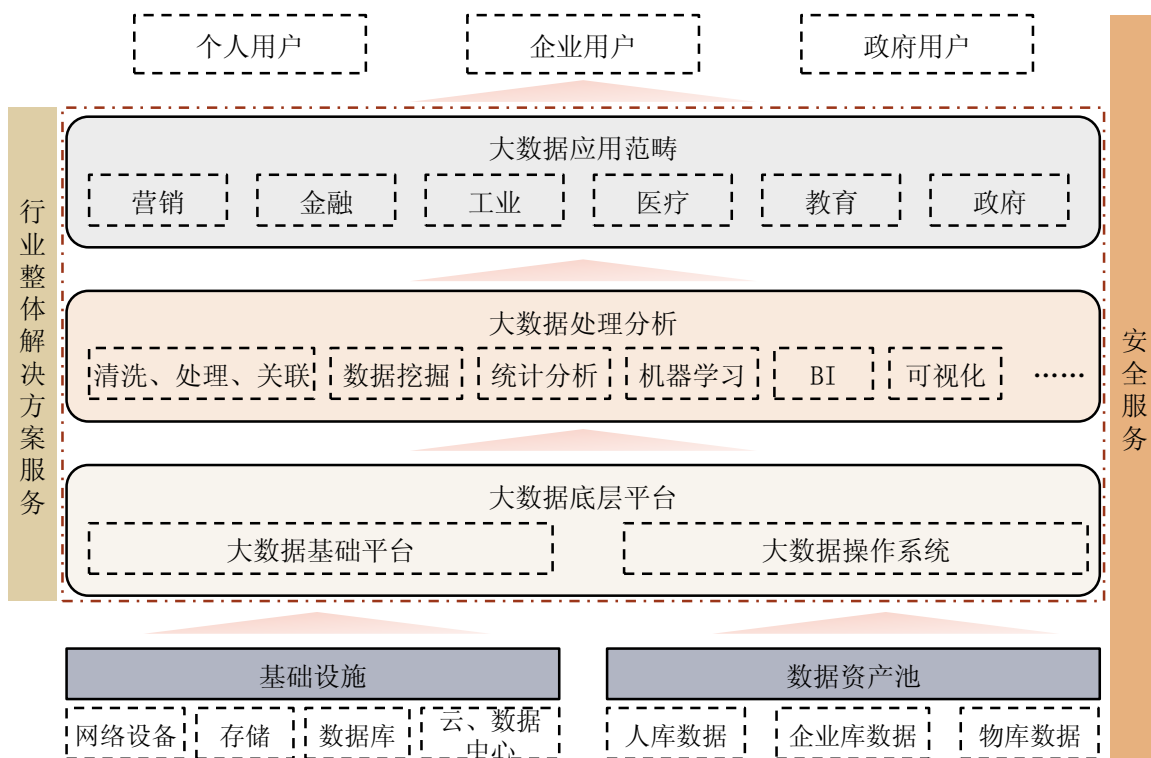 个人用户
企业用户
政府用户
行业整体解决方案服务
大数据应用范畴
营销
金融
工业
医疗
教育
政府
大数据处理分析
清洗、处理、关联
数据挖掘
统计分析
机器学习
BI
可视化
……
大数据底层平台
大数据基础平台
大数据操作系统
安全服务
基础设施
网络设备
存储
数据库
云、数据
中心
数据资产池
人库数据
企业库数据
物库数据